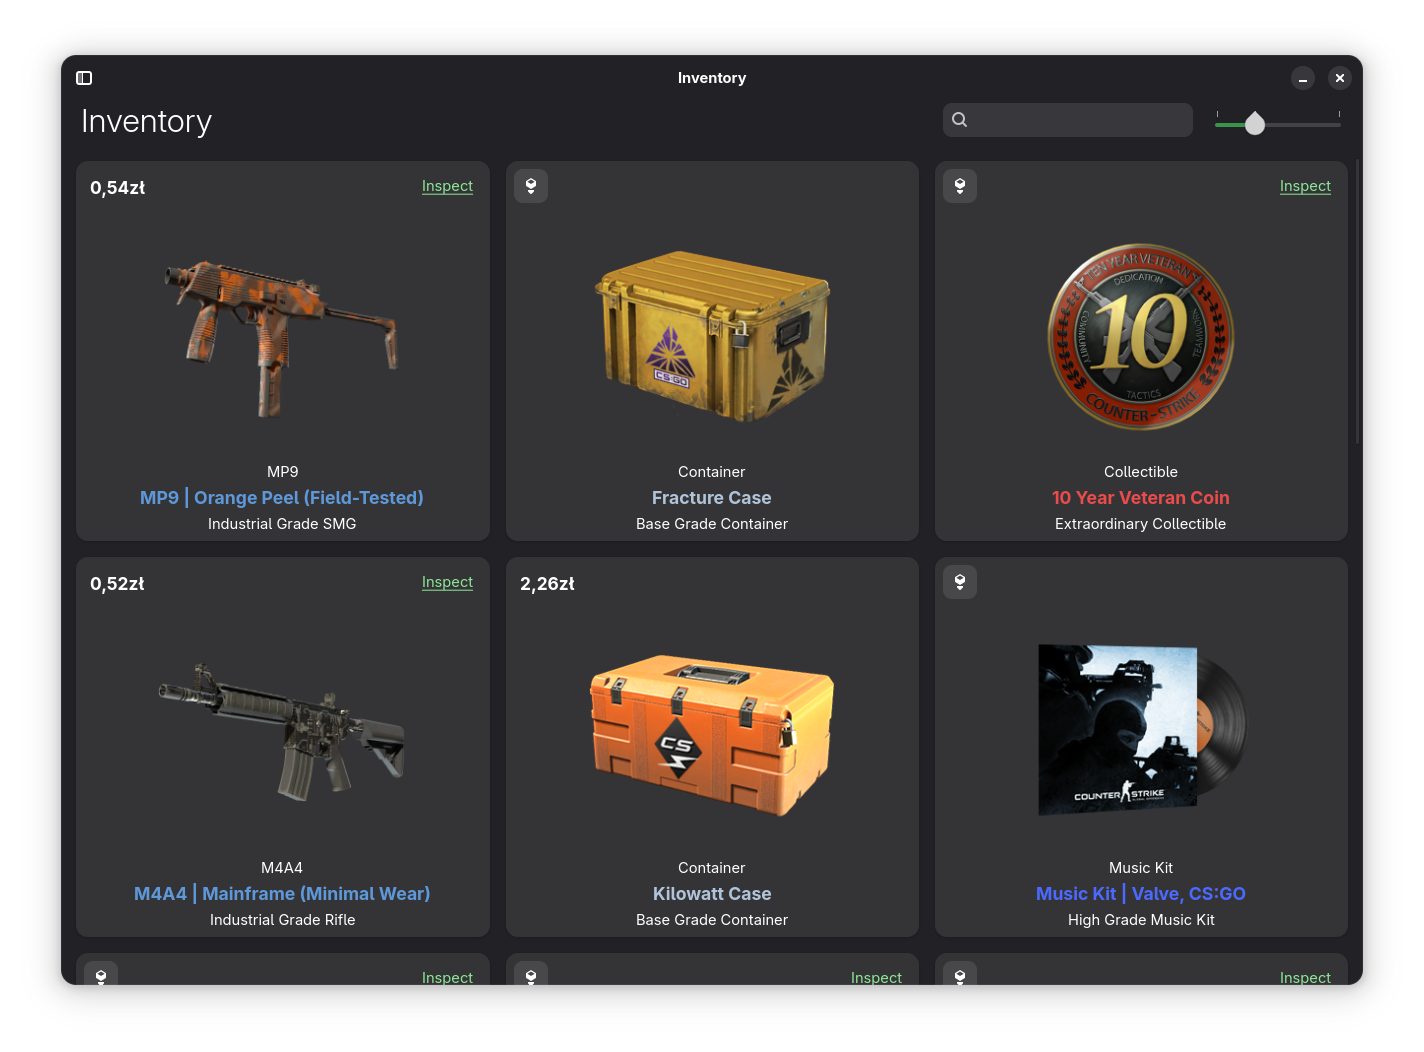 Inventory
Inventory
0,54zł
Inspect
MP9
MP9 | Orange Peel (Field-Tested)
Industrial Grade SMG
CS:GO
Container
Fracture Case
Base Grade Container
Inspect
TEN YEAR VETERAN
DEDICATION
COMMUNITY
10
TEAMWORK
TACTICS
COUNTER-STRIKE
Collectible
10 Year Veteran Coin
Extraordinary Collectible
0,52zł
Inspect
M4A4
M4A4 | Mainframe (Minimal Wear)
Industrial Grade Rifle
2,26zł
CS
Container
Kilowatt Case
Base Grade Container
COUNTER STRIKE
Music Kit
Music Kit | Valve, CS:GO
High Grade Music Kit
Inspect
Inspect
Inspect